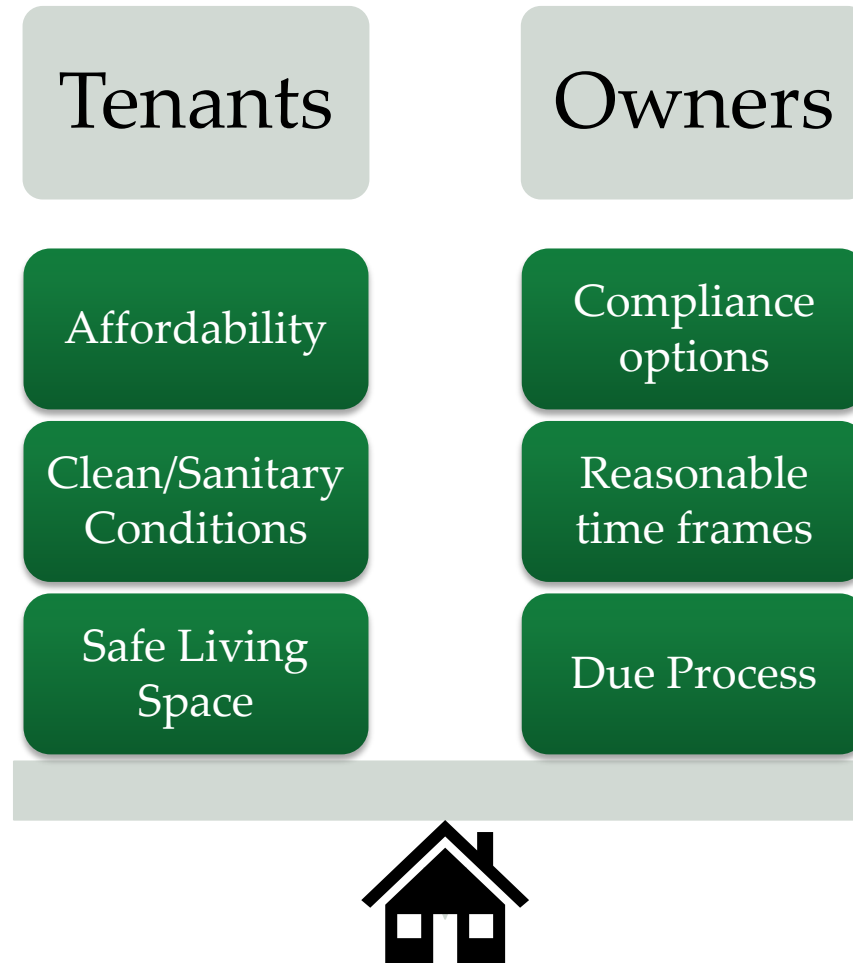 Tenants
Affordability
Clean/Sanitary
Conditions
Safe Living
Space
Owners
Compliance
options
Reasonable
time frames
Due Process